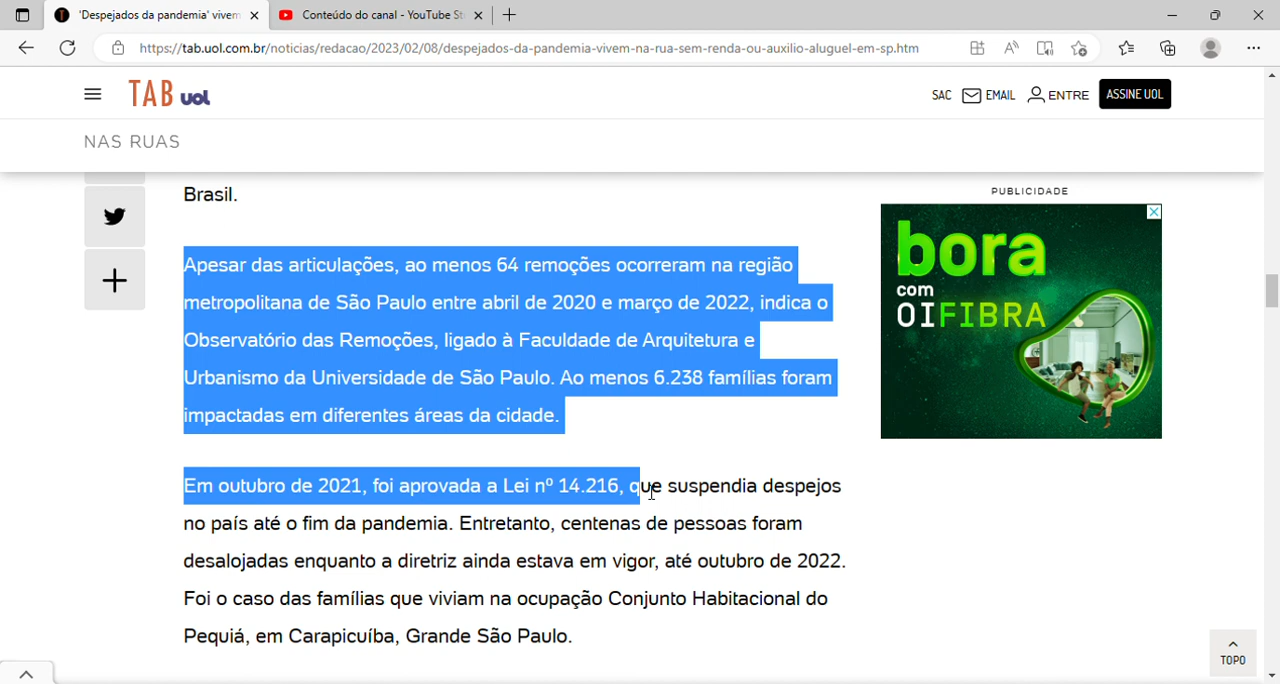 'Despejados da pandemia' vivem
Conteúdo do canal - YouTube St
https://tab.uol.com.br/noticias/redacao/2023/02/08/despejados-da-pandemia-vivem-na-rua-sem-renda-ou-auxilio-aluguel-em-sp.htm
TAB uol
SAC EMAIL ENTRE ASSINE UOL
NAS RUAS
Brasil.
Apesar das articulações, ao menos 64 remoções ocorreram na região
metropolitana de São Paulo entre abril de 2020 e março de 2022, indica o
Observatório das Remoções, ligado à Faculdade de Arquitetura e
Urbanismo da Universidade de São Paulo. Ao menos 6.238 famílias foram
impactadas em diferentes áreas da cidade.
Em outubro de 2021, foi aprovada a Lei nº 14.216, que suspendia despejos
no país até o fim da pandemia. Entretanto, centenas de pessoas foram
desalojadas enquanto a diretriz ainda estava em vigor, até outubro de 2022.
Foi o caso das famílias que viviam na ocupação Conjunto Habitacional do
Pequiá, em Carapicuíba, Grande São Paulo.
PUBLICIDADE
bora
com
OIFIBRA
TOPO